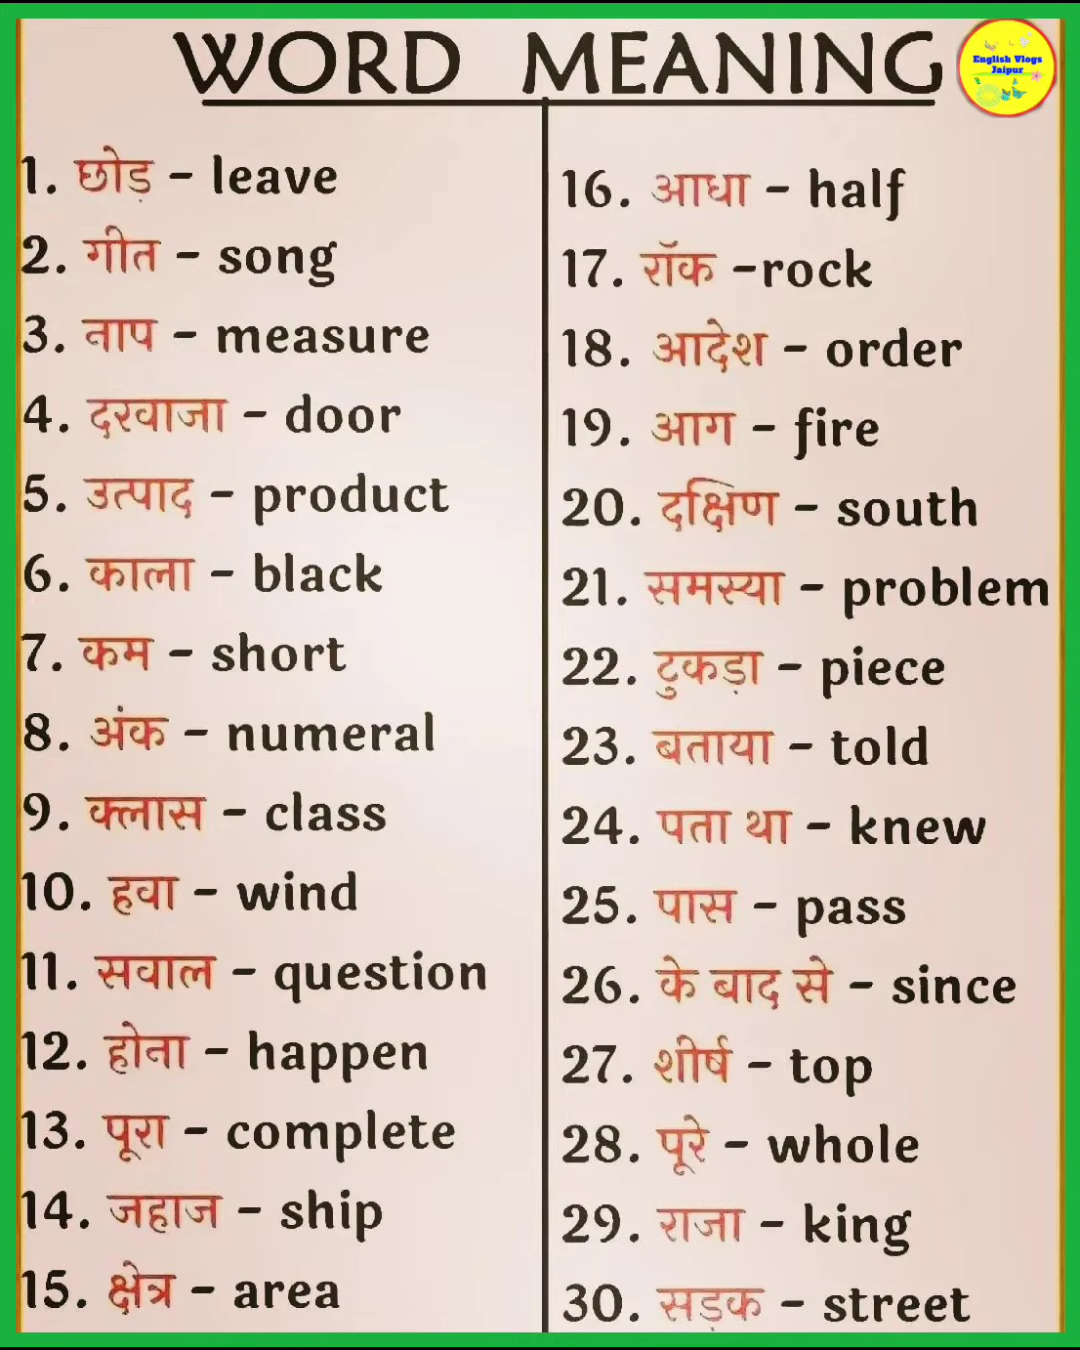 WORD MEANING
English Vlogs
Jaipur
1. छोड़ - leave
2. गीत - song
3. नाप - measure
4. दरवाजा - door
5. उत्पाद - product
6. काला - black
7. कम - short
8. अंक - numeral
9. क्लास - class
10. हवा - wind
11. सवाल - question
12. होना - happen
13. पूरा - complete
14. जहाज - ship
15. क्षेत्र - area
16. आधा - half
17. रॉक -rock
18. आदेश - order
19. आग - fire
20. दक्षिण - south
21. समस्या - problem
22. टुकड़ा - piece
23. बताया - told
24. पता था - knew
25. पास - pass
26. के बाद से - since
27. शीर्ष - top
28. पूरे - whole
29. राजा - king
30. सड़क - street